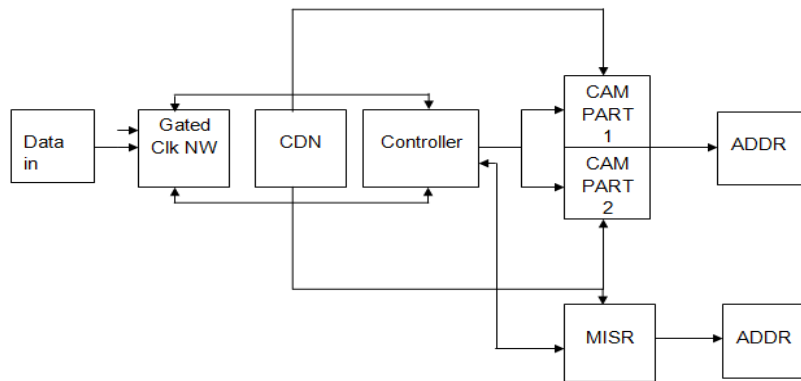 Data
in
Gated
Clk NW
CDN
Controller
CAM
PART
1
CAM
PART
2
ADDR
MISR
ADDR